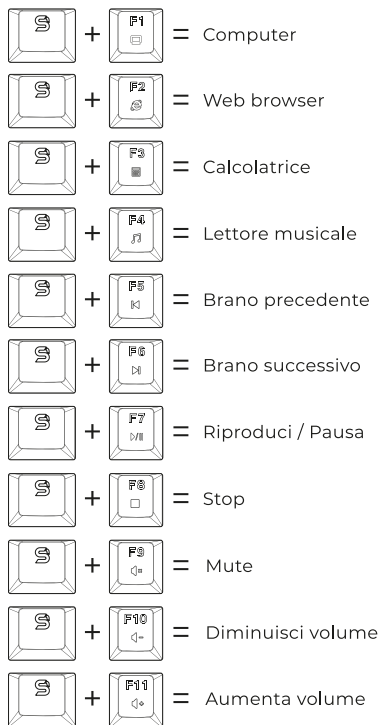 S + F1 = Computer
S + F2 = Web browser
S + F3 = Calcolatrice
S + F4 = Lettore musicale
S + F5 = Brano precedente
S + F6 = Brano successivo
S + F7 = Riproduci / Pausa
S + F8 = Stop
S + F9 = Mute
S + F10 = Diminuisci volume
S + F11 = Aumenta volume